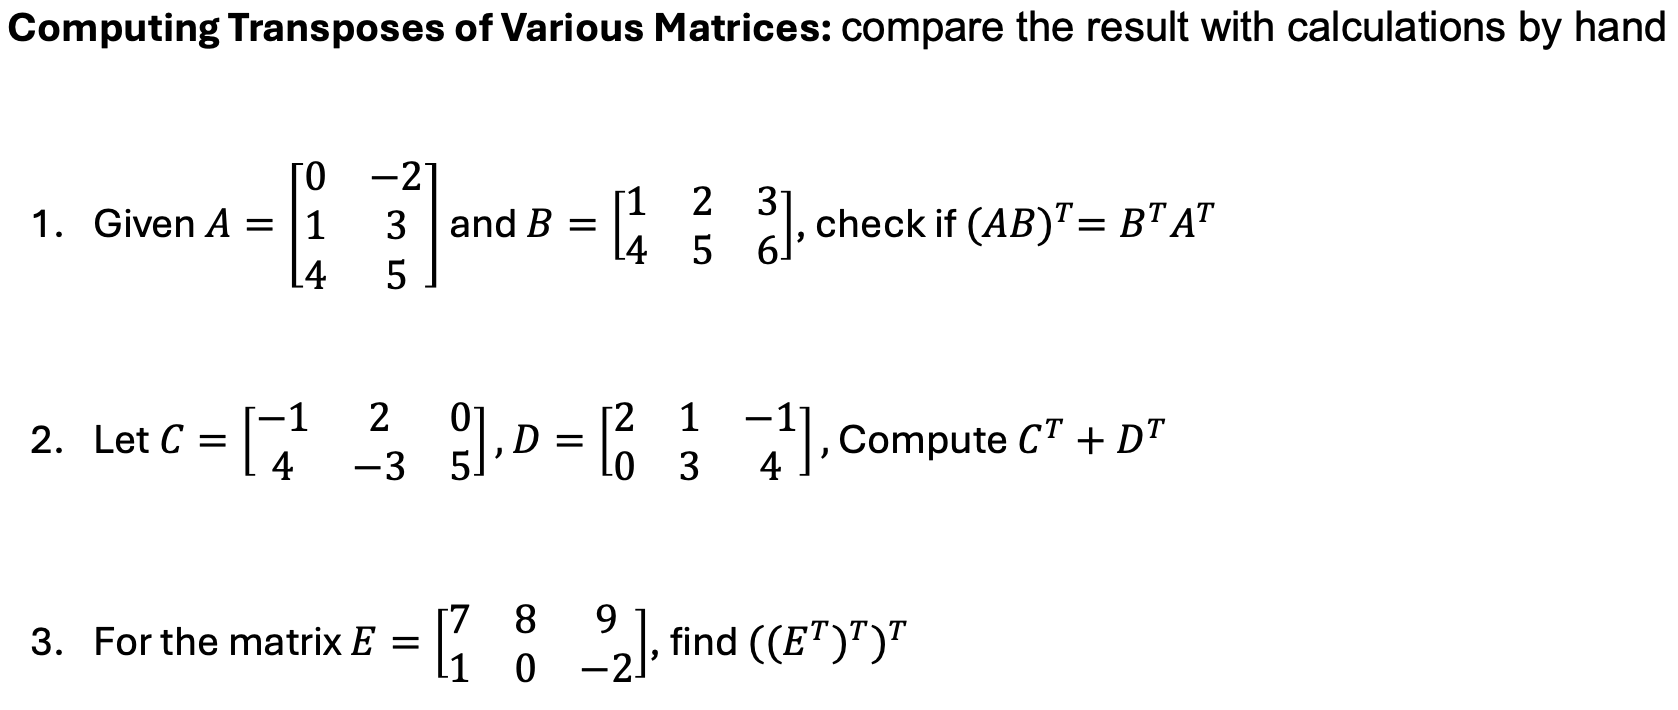 Computing Transposes of Various Matrices: compare the result with calculations by hand
1. Given $A = \begin{bmatrix} 0 & -2 \\ 1 & 3 \\ 4 & 5 \end{bmatrix}$ and $B = \begin{bmatrix} 1 & 2 & 3 \\ 4 & 5 & 6 \end{bmatrix}$, check if $(AB)^T = B^T A^T$
2. Let $C = \begin{bmatrix} -1 & 2 & 0 \\ 4 & -3 & 5 \end{bmatrix}, D = \begin{bmatrix} 2 & 1 & -1 \\ 0 & 3 & 4 \end{bmatrix}$, Compute $C^T + D^T$
3. For the matrix $E = \begin{bmatrix} 7 & 8 & 9 \\ 1 & 0 & -2 \end{bmatrix}$, find $((E^T)^T)^T$